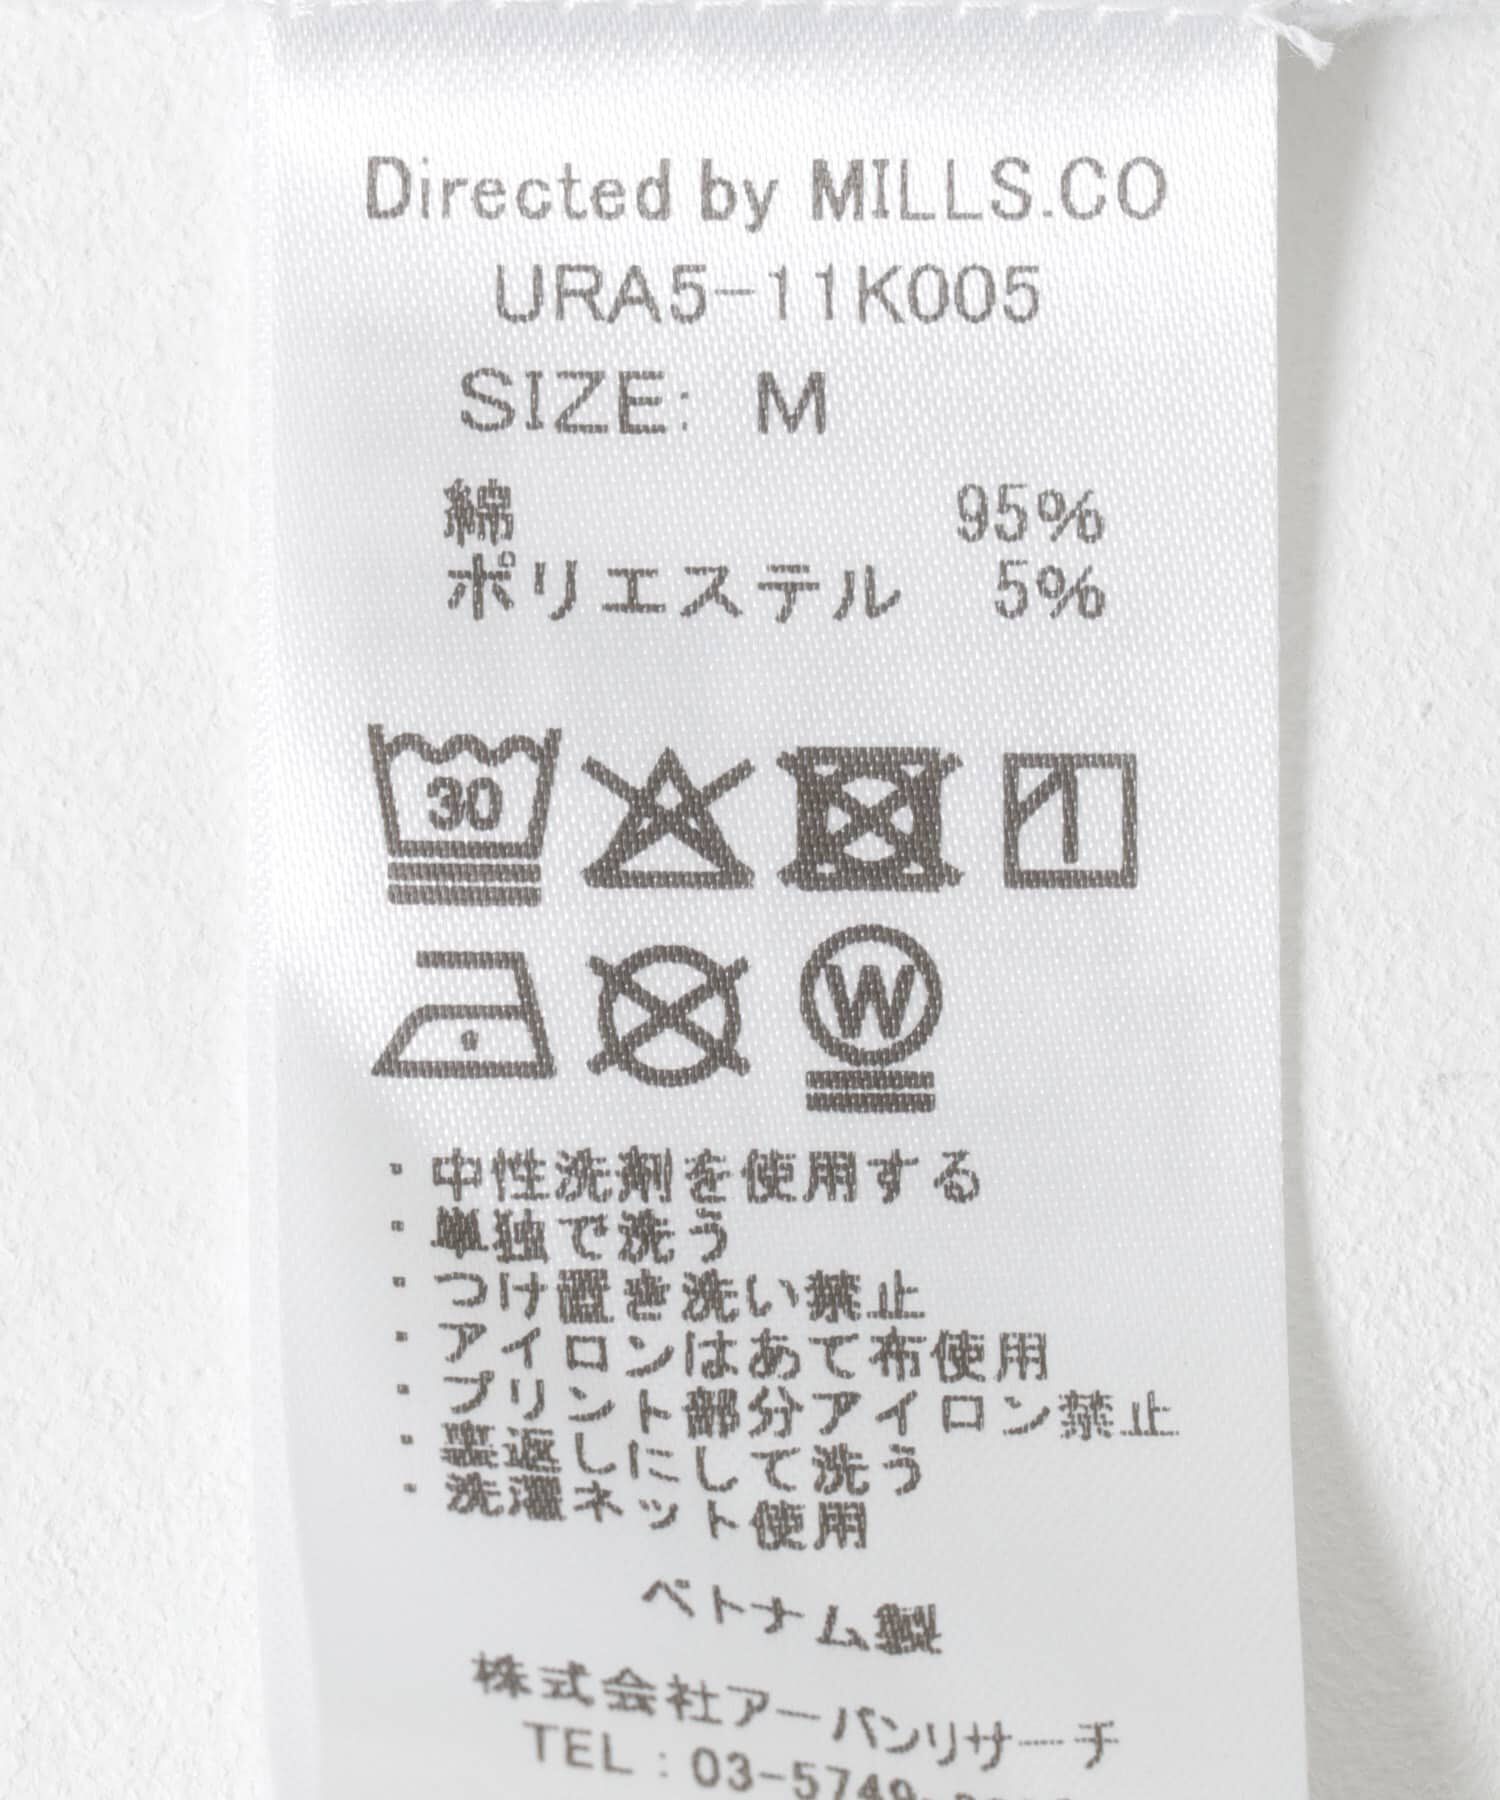 Directed by MILLS.CO
URA5-11K005
SIZE: M
綿 95%
ポリエステル 5%
30
W
・中性洗剤を使用する
・単独で洗う
・つけ置き洗い禁止
・アイロンはあて布使用
・プリント部分アイロン禁止
・裏返しにして洗う
・洗濯ネット使用
ベトナム製
株式会社アーバンリサーチ
TEL : 03-5749-